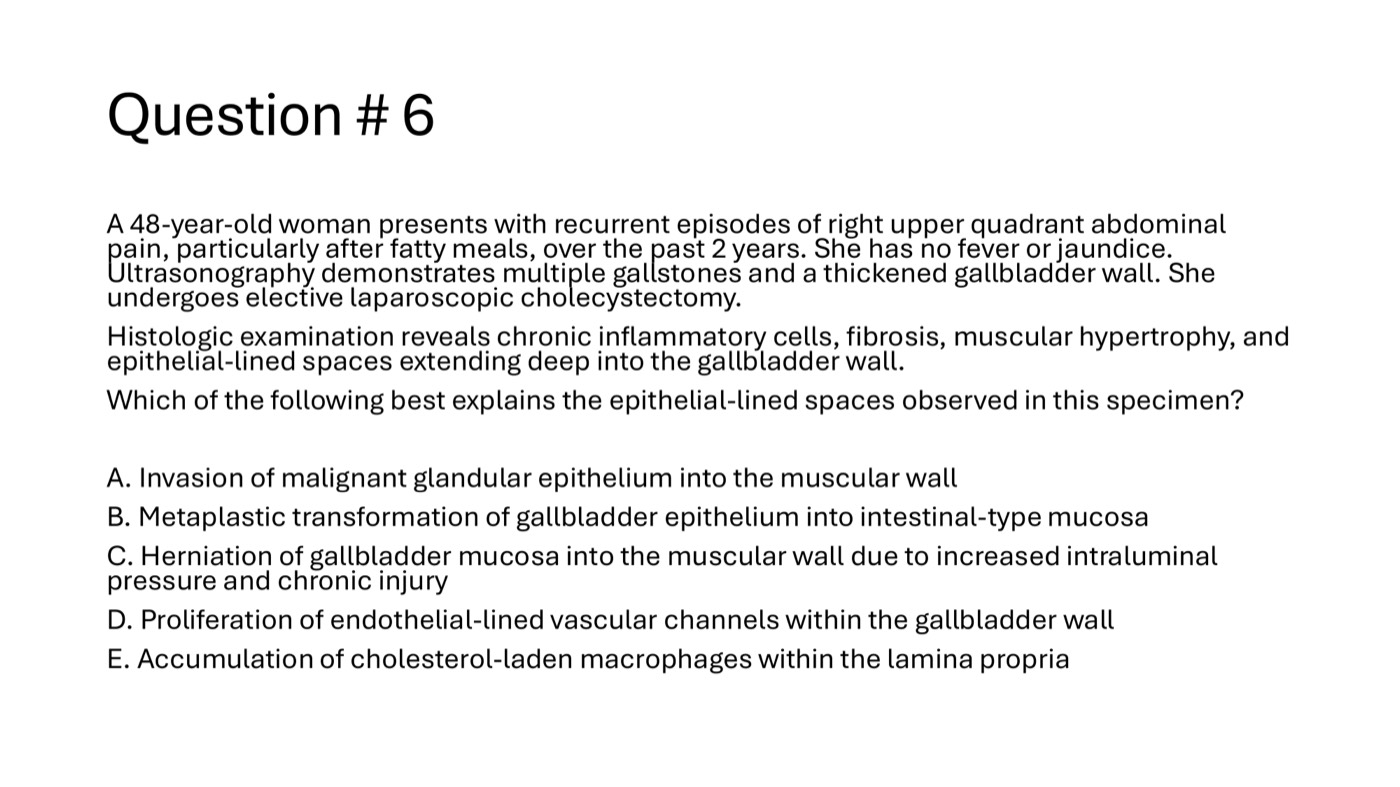 Question # 6
A 48-year-old woman presents with recurrent episodes of right upper quadrant abdominal
pain, particularly after fatty meals, over the past 2 years. She has no fever or jaundice.
Ultrasonography demonstrates multiple gallstones and a thickened gallbladder wall. She
undergoes elective laparoscopic cholecystectomy.
Histologic examination reveals chronic inflammatory cells, fibrosis, muscular hypertrophy, and
epithelial-lined spaces extending deep into the gallbladder wall.
Which of the following best explains the epithelial-lined spaces observed in this specimen?
A. Invasion of malignant glandular epithelium into the muscular wall
B. Metaplastic transformation of gallbladder epithelium into intestinal-type mucosa
C. Herniation of gallbladder mucosa into the muscular wall due to increased intraluminal
pressure and chronic injury
D. Proliferation of endothelial-lined vascular channels within the gallbladder wall
E. Accumulation of cholesterol-laden macrophages within the lamina propria